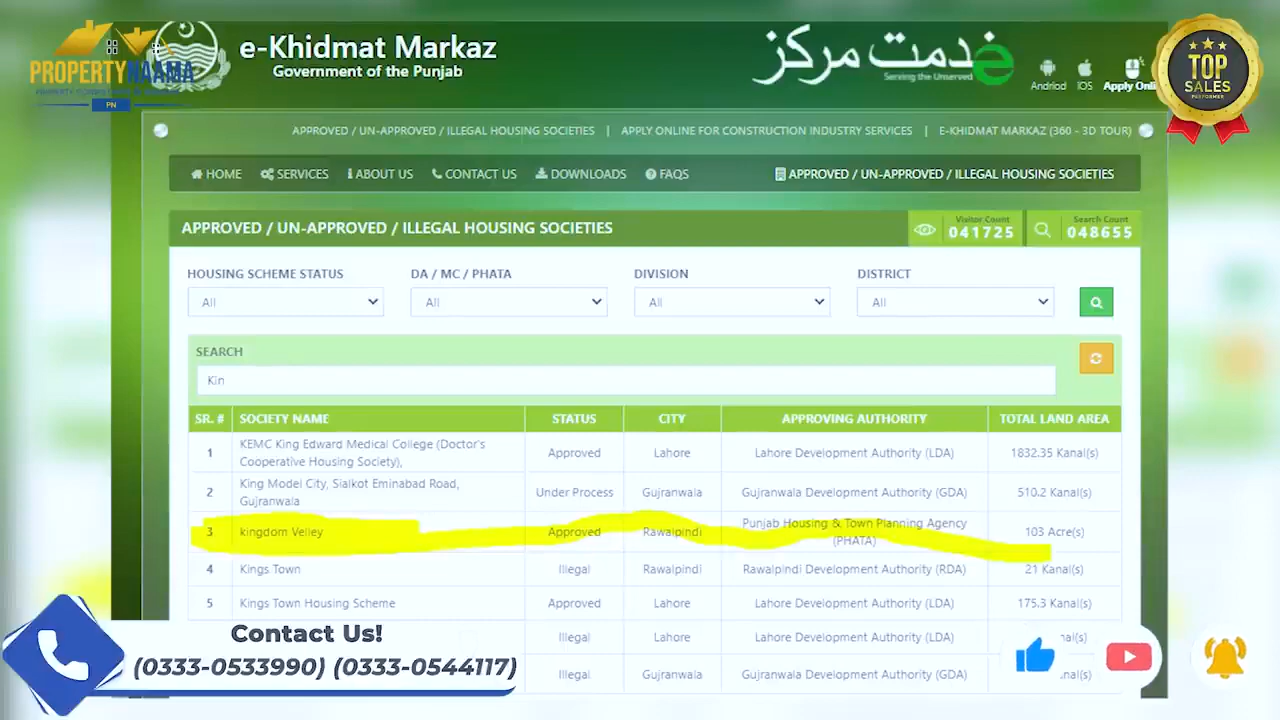 PROPERTYNAAMA
PN
e-Khidmat Markaz
Government of the Punjab
خدمت مرکز
Serving the Unserved
Andriod
IOS
Apply Onli
TOP
SALES
PERFORMER
APPROVED / UN-APPROVED / ILLEGAL HOUSING SOCIETIES | APPLY ONLINE FOR CONSTRUCTION INDUSTRY SERVICES | E-KHIDMAT MARKAZ (360 - 3D TOUR)
HOME SERVICES ABOUT US CONTACT US DOWNLOADS FAQS APPROVED / UN-APPROVED / ILLEGAL HOUSING SOCIETIES
APPROVED / UN-APPROVED / ILLEGAL HOUSING SOCIETIES
Visitor Count
041725
Search Count
048655
HOUSING SCHEME STATUS DA / MC / PHATA DIVISION DISTRICT
All All All All
SEARCH
Kin
SR. # SOCIETY NAME STATUS CITY APPROVING AUTHORITY TOTAL LAND AREA
1 KEMC King Edward Medical College (Doctor's Cooperative Housing Society), Approved Lahore Lahore Development Authority (LDA) 1832.35 Kanal(s)
2 King Model City, Sialkot Eminabad Road, Gujranwala Under Process Gujranwala Gujranwala Development Authority (GDA) 510.2 Kanal(s)
3 kingdom Velley Approved Rawalpindi Punjab Housing & Town Planning Agency (PHATA) 103 Acre(s)
4 Kings Town Illegal Rawalpindi Rawalpindi Development Authority (RDA) 21 Kanal(s)
5 Kings Town Housing Scheme Approved Lahore Lahore Development Authority (LDA) 175.3 Kanal(s)
Illegal Lahore Lahore Development Authority (LDA)
Illegal Gujranwala Gujranwala Development Authority (GDA)
Contact Us!
(0333-0533990) (0333-0544117)